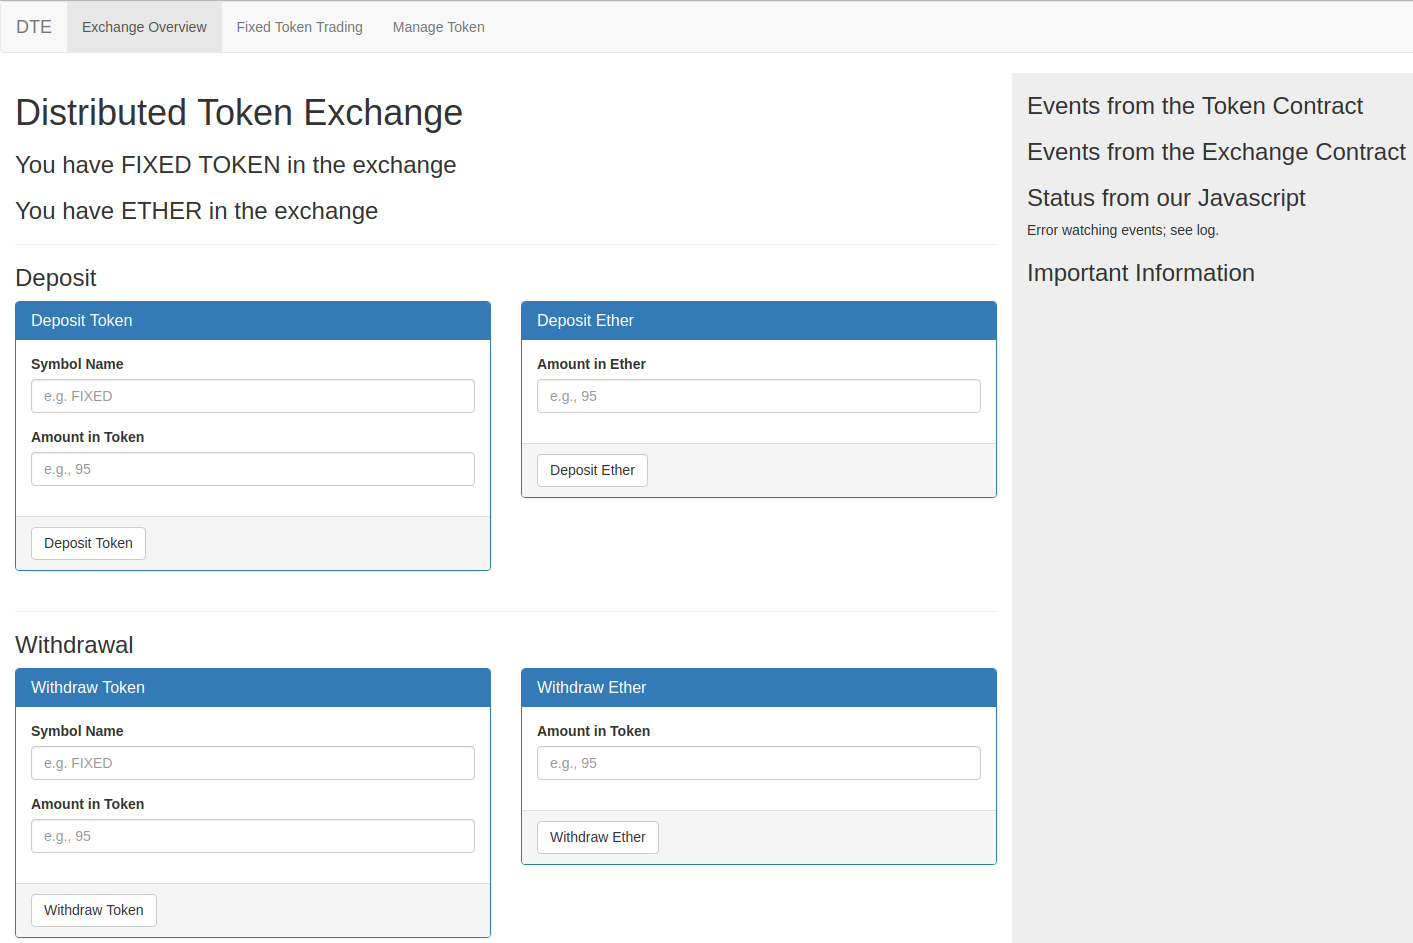 DTE
Exchange Overview
Fixed Token Trading
Manage Token
Distributed Token Exchange
You have FIXED TOKEN in the exchange
You have ETHER in the exchange
Deposit
Deposit Token
Symbol Name
e.g. FIXED
Amount in Token
e.g., 95
Deposit Token
Deposit Ether
Amount in Ether
e.g., 95
Deposit Ether
Withdrawal
Withdraw Token
Symbol Name
e.g. FIXED
Amount in Token
e.g., 95
Withdraw Token
Withdraw Ether
Amount in Token
e.g., 95
Withdraw Ether
Events from the Token Contract
Events from the Exchange Contract
Status from our Javascript
Error watching events; see log.
Important Information